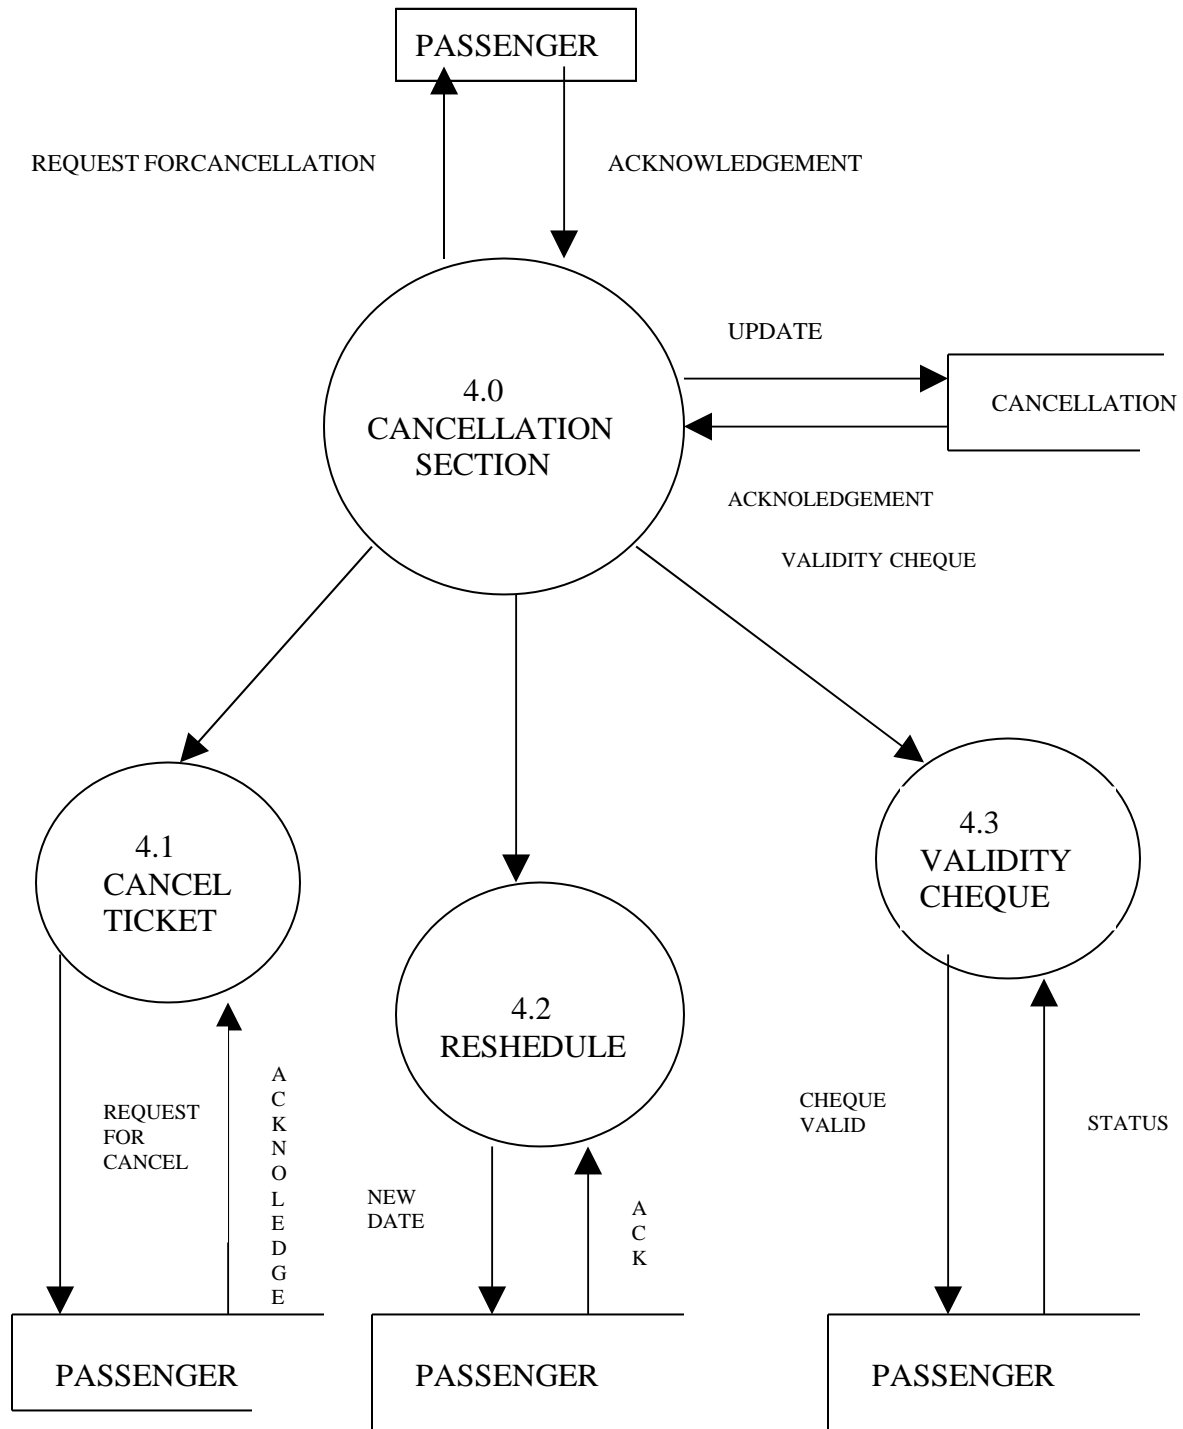 PASSENGER
REQUEST FORCANCELLATION
ACKNOWLEDGEMENT
UPDATE
4.0
CANCELLATION
SECTION
CANCELLATION
ACKNOLEDGEMENT
VALIDITY CHEQUE
4.1
CANCEL
TICKET
4.2
RESHEDULE
4.3
VALIDITY
CHEQUE
REQUEST
FOR
CANCEL
A
C
K
N
O
L
E
D
G
E
NEW
DATE
A
C
K
CHEQUE
VALID
STATUS
PASSENGER
PASSENGER
PASSENGER